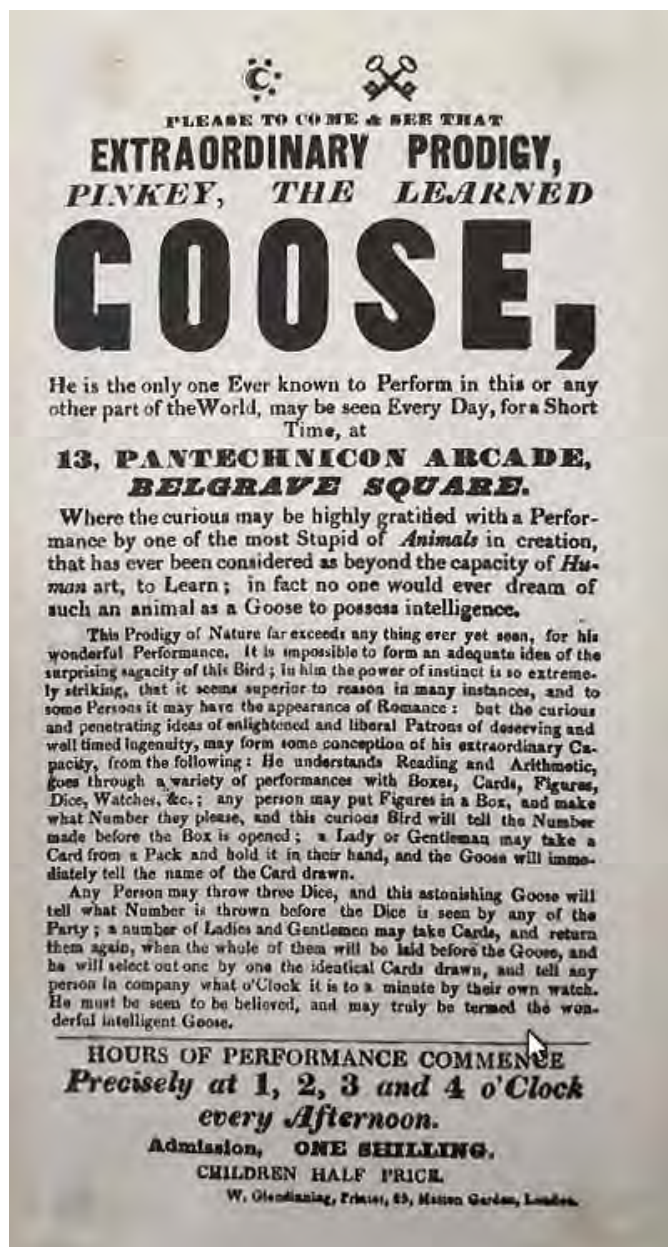 PLEASE TO COME & SEE THAT
EXTRAORDINARY PRODIGY,
PINKEY, THE LEARNED
GOOSE,
He is the only one Ever known to Perform in this or any
other part of theWorld, may be seen Every Day, for a Short
Time, at
13, PANTECHNICON ARCADE,
BELGRAVE SQUARE.
Where the curious may be highly gratified with a Perfor-
mance by one of the most Stupid of Animals in creation,
that has ever been considered as beyond the capacity of Hu-
man art, to Learn; in fact no one would ever dream of
such an animal as a Goose to possess intelligence.
This Prodigy of Nature far exceeds any thing ever yet seen, for his
wonderful Performance. It is impossible to form an adequate idea of the
surprising sagacity of this Bird; in him the power of instinct is so extreme-
ly striking, that it seems superior to reason in many instances, and to
some Persons it may have the appearance of Romance: but the curious
and penetrating ideas of enlightened and liberal Patrons of deserving and
well timed ingenuity, may form some conception of his extraordinary Ca-
pacity, from the following: He understands Reading and Arithmetic,
goes through a variety of performances with Boxes, Cards, Figures,
Dice, Watches, &c.; any person may put Figures in a Box, and make
what Number they please, and this curious Bird will tell the Number
made before the Box is opened; a Lady or Gentleman may take a
Card from a Pack and hold it in their hand, and the Goose will imme-
diately tell the name of the Card drawn.
Any Person may throw three Dice, and this astonishing Goose will
tell what Number is thrown before the Dice is seen by any of the
Party; a number of Ladies and Gentlemen may take Cards, and return
them again, when the whole of them will be laid before the Goose, and
he will select out one by one the identical Cards drawn, and tell any
person in company what o'Clock it is to a minute by their own watch.
He must be seen to be believed, and may truly be termed the won-
derful intelligent Goose.
HOURS OF PERFORMANCE COMMENCE
Precisely at 1, 2, 3 and 4 o'Clock
every Afternoon.
Admission, ONE SHILLING.
CHILDREN HALF PRICE.
W. Glendinning, Printer, 25, Hatton Garden, London.